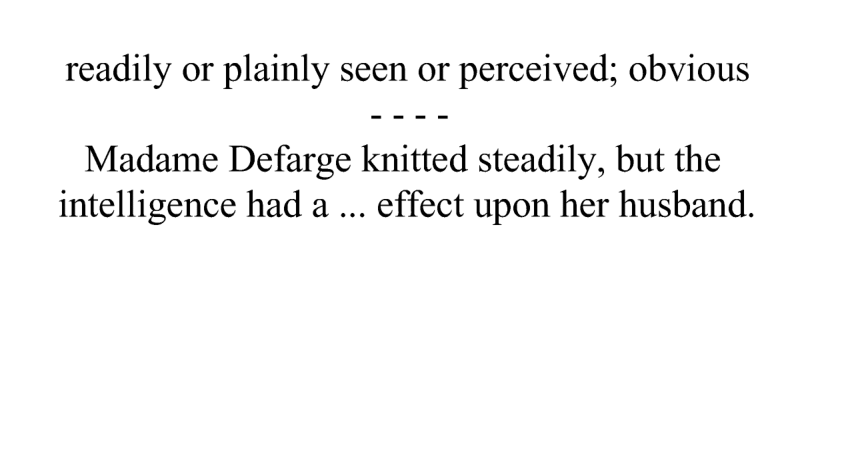 readily or plainly seen or perceived; obvious
- - - -
Madame Defarge knitted steadily, but the
intelligence had a ... effect upon her husband.